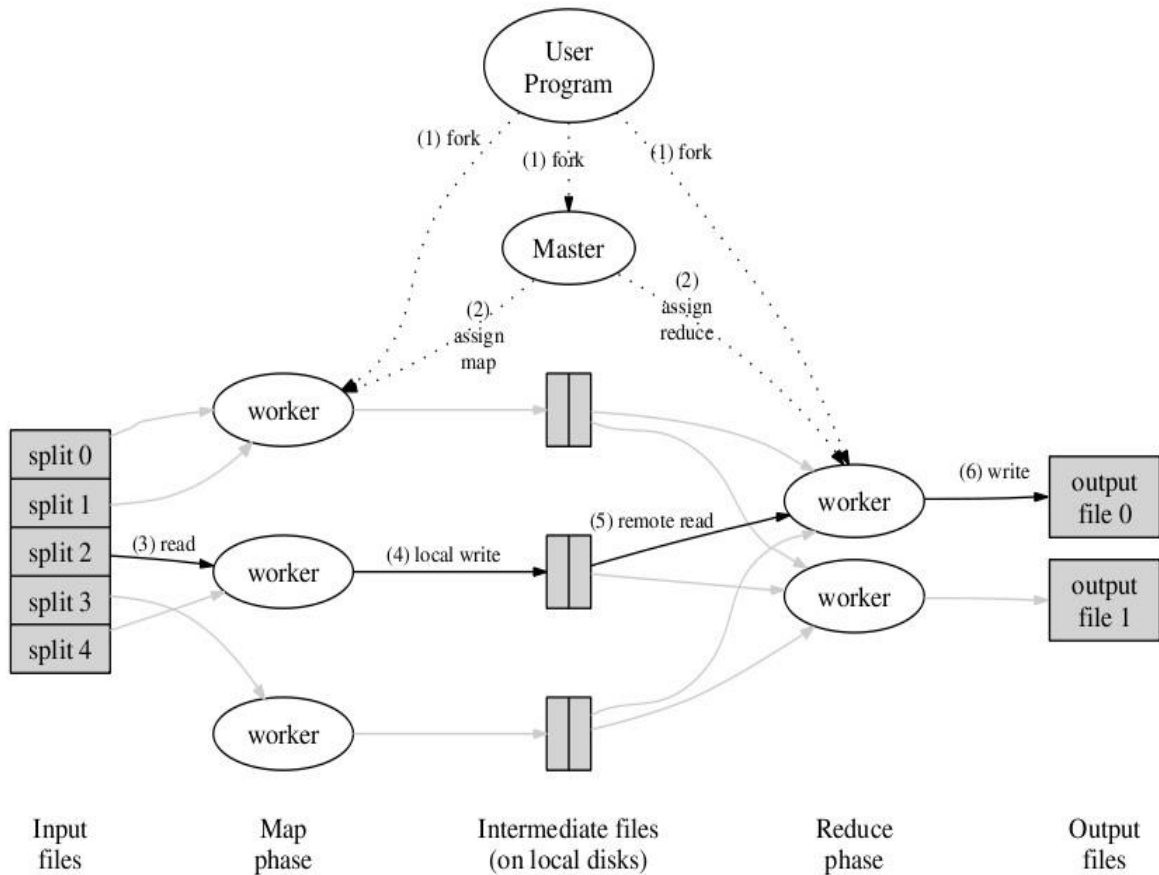 User
Program
(1) fork
(1) fork
(1) fork
Master
(2)
assign
map
(2)
assign
reduce
worker
split 0
split 1
split 2
split 3
split 4
(3) read
worker
(4) local write
worker
(5) remote read
worker
(6) write
output
file 0
worker
output
file 1
Input
files
Map
phase
Intermediate files
(on local disks)
Reduce
phase
Output
files